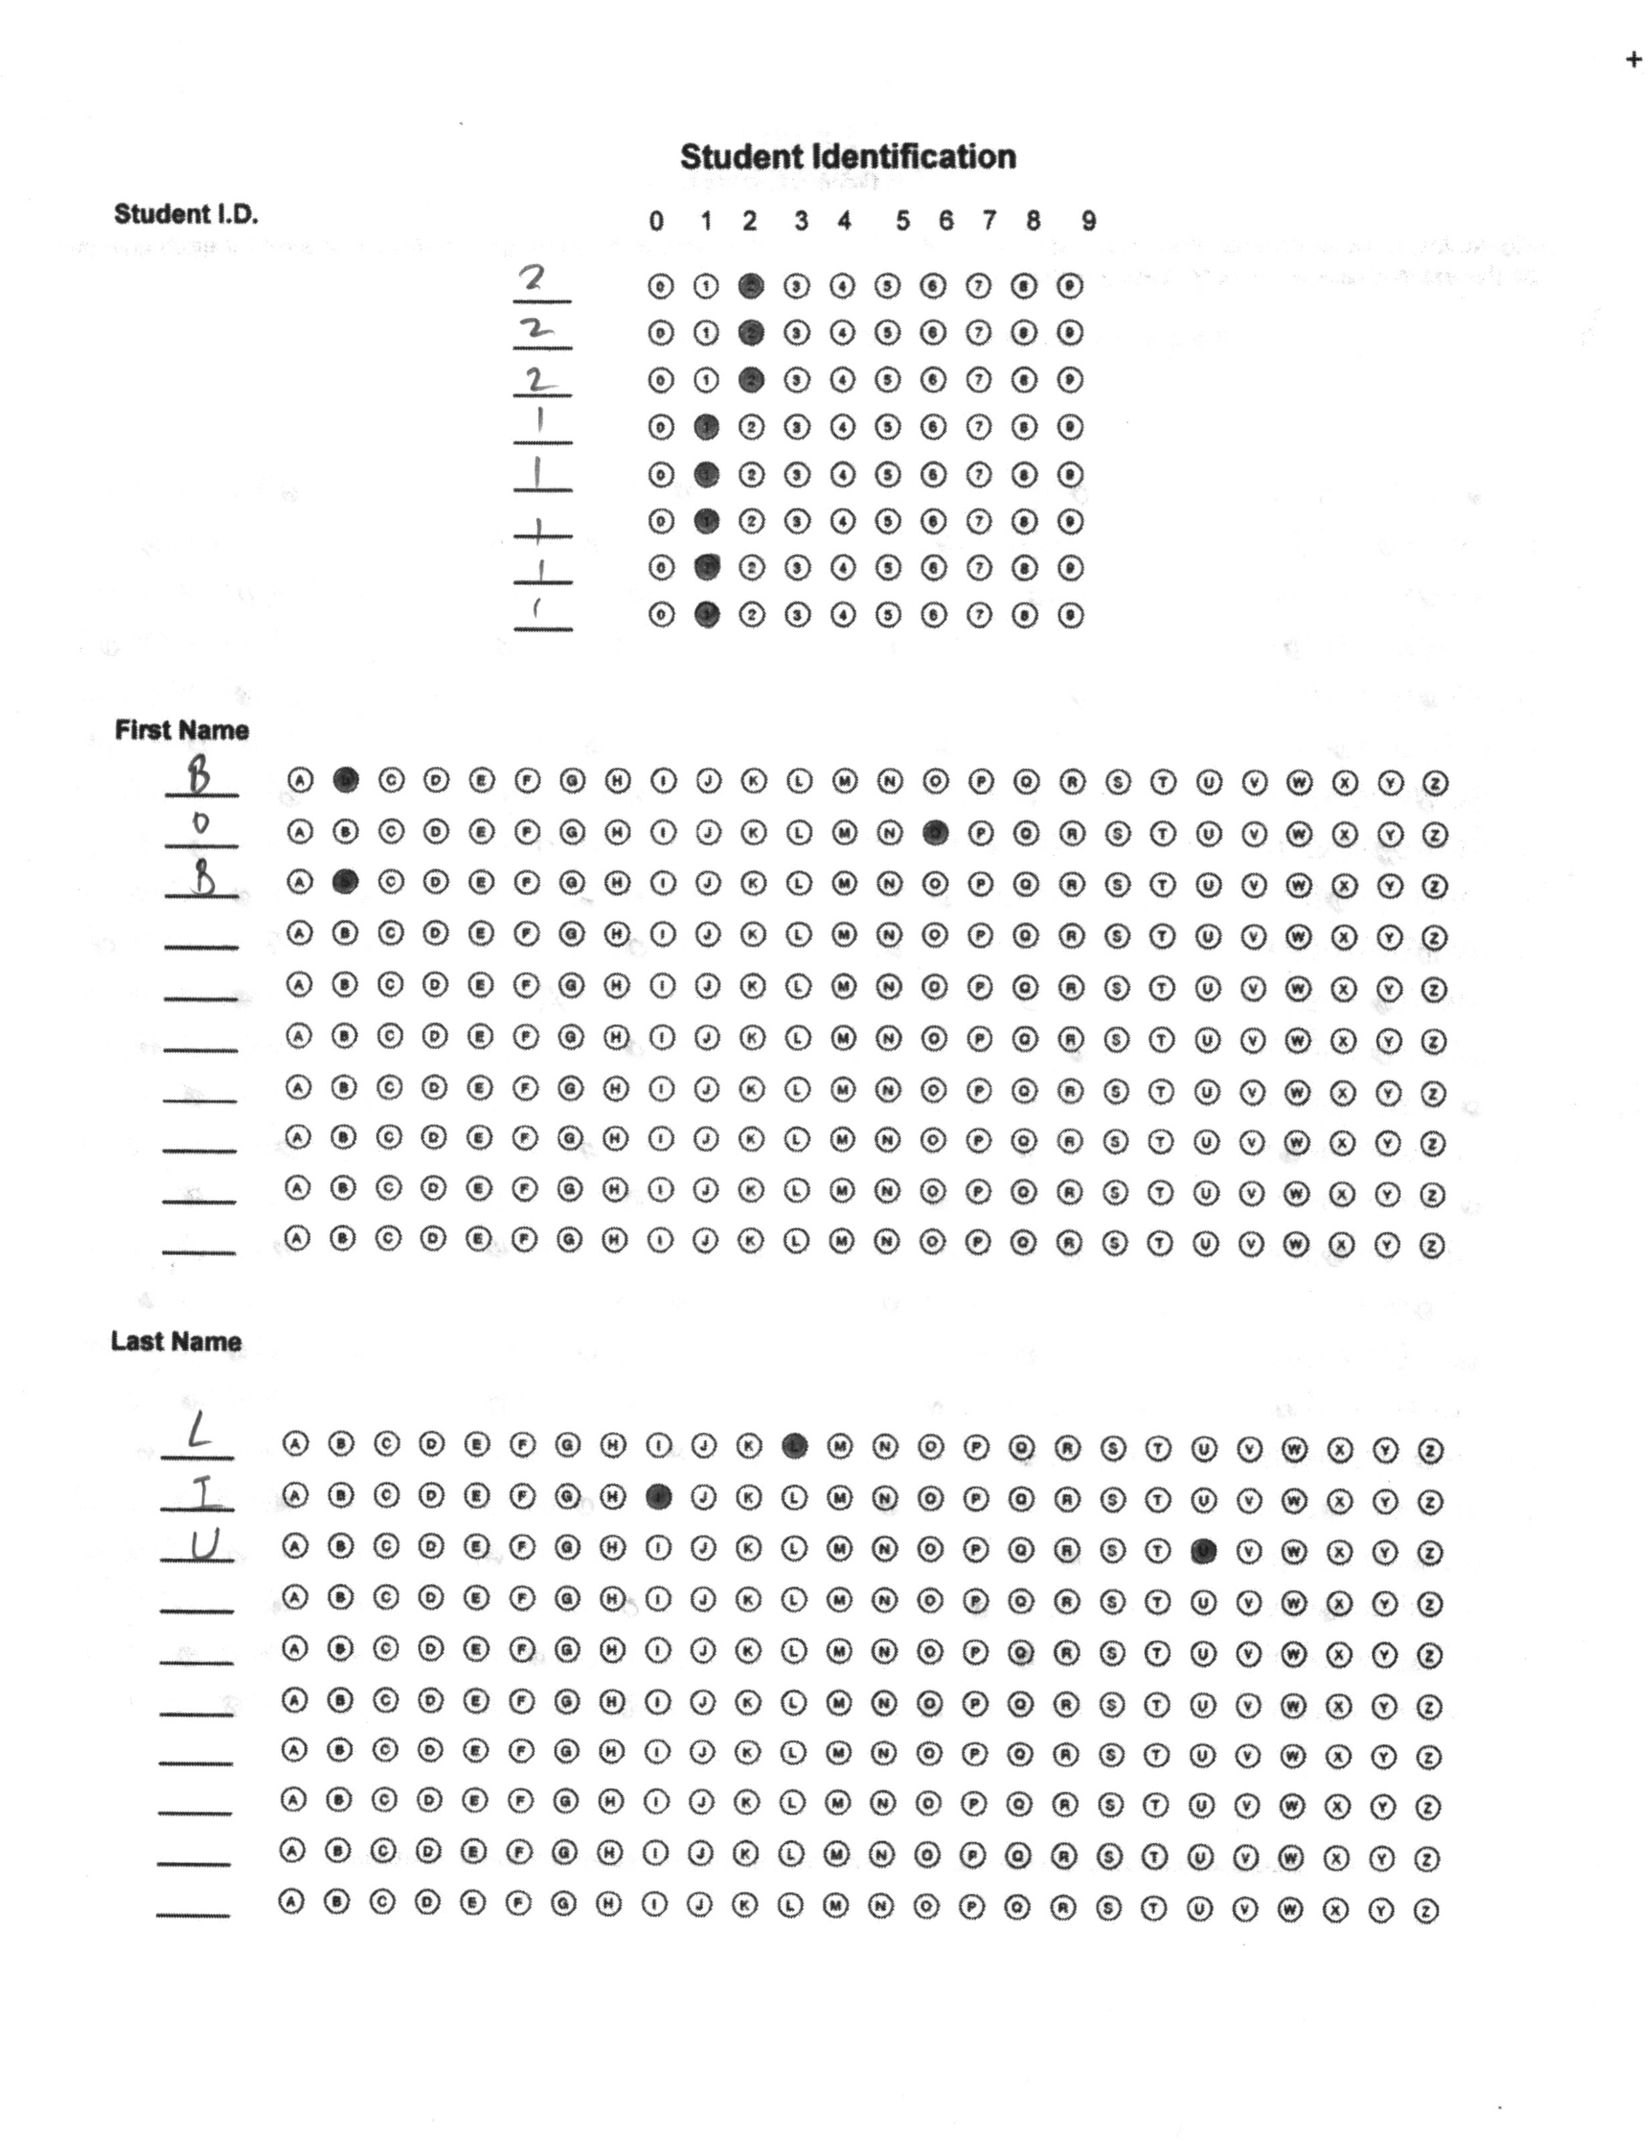 +
Student Identification
Student I.D.
0 1 2 3 4 5 6 7 8 9
2 0 1 2 3 4 5 6 7 8 9
2 0 1 2 3 4 5 6 7 8 9
2 0 1 2 3 4 5 6 7 8 9
1 0 1 2 3 4 5 6 7 8 9
1 0 1 2 3 4 5 6 7 8 9
1 0 1 2 3 4 5 6 7 8 9
1 0 1 2 3 4 5 6 7 8 9
1 0 1 2 3 4 5 6 7 8 9
First Name
B A B C D E F G H I J K L M N O P Q R S T U V W X Y Z
O A B C D E F G H I J K L M N O P Q R S T U V W X Y Z
B A B C D E F G H I J K L M N O P Q R S T U V W X Y Z
A B C D E F G H I J K L M N O P Q R S T U V W X Y Z
A B C D E F G H I J K L M N O P Q R S T U V W X Y Z
A B C D E F G H I J K L M N O P Q R S T U V W X Y Z
A B C D E F G H I J K L M N O P Q R S T U V W X Y Z
A B C D E F G H I J K L M N O P Q R S T U V W X Y Z
A B C D E F G H I J K L M N O P Q R S T U V W X Y Z
A B C D E F G H I J K L M N O P Q R S T U V W X Y Z
Last Name
L A B C D E F G H I J K L M N O P Q R S T U V W X Y Z
I A B C D E F G H I J K L M N O P Q R S T U V W X Y Z
U A B C D E F G H I J K L M N O P Q R S T U V W X Y Z
A B C D E F G H I J K L M N O P Q R S T U V W X Y Z
A B C D E F G H I J K L M N O P Q R S T U V W X Y Z
A B C D E F G H I J K L M N O P Q R S T U V W X Y Z
A B C D E F G H I J K L M N O P Q R S T U V W X Y Z
A B C D E F G H I J K L M N O P Q R S T U V W X Y Z
A B C D E F G H I J K L M N O P Q R S T U V W X Y Z
A B C D E F G H I J K L M N O P Q R S T U V W X Y Z